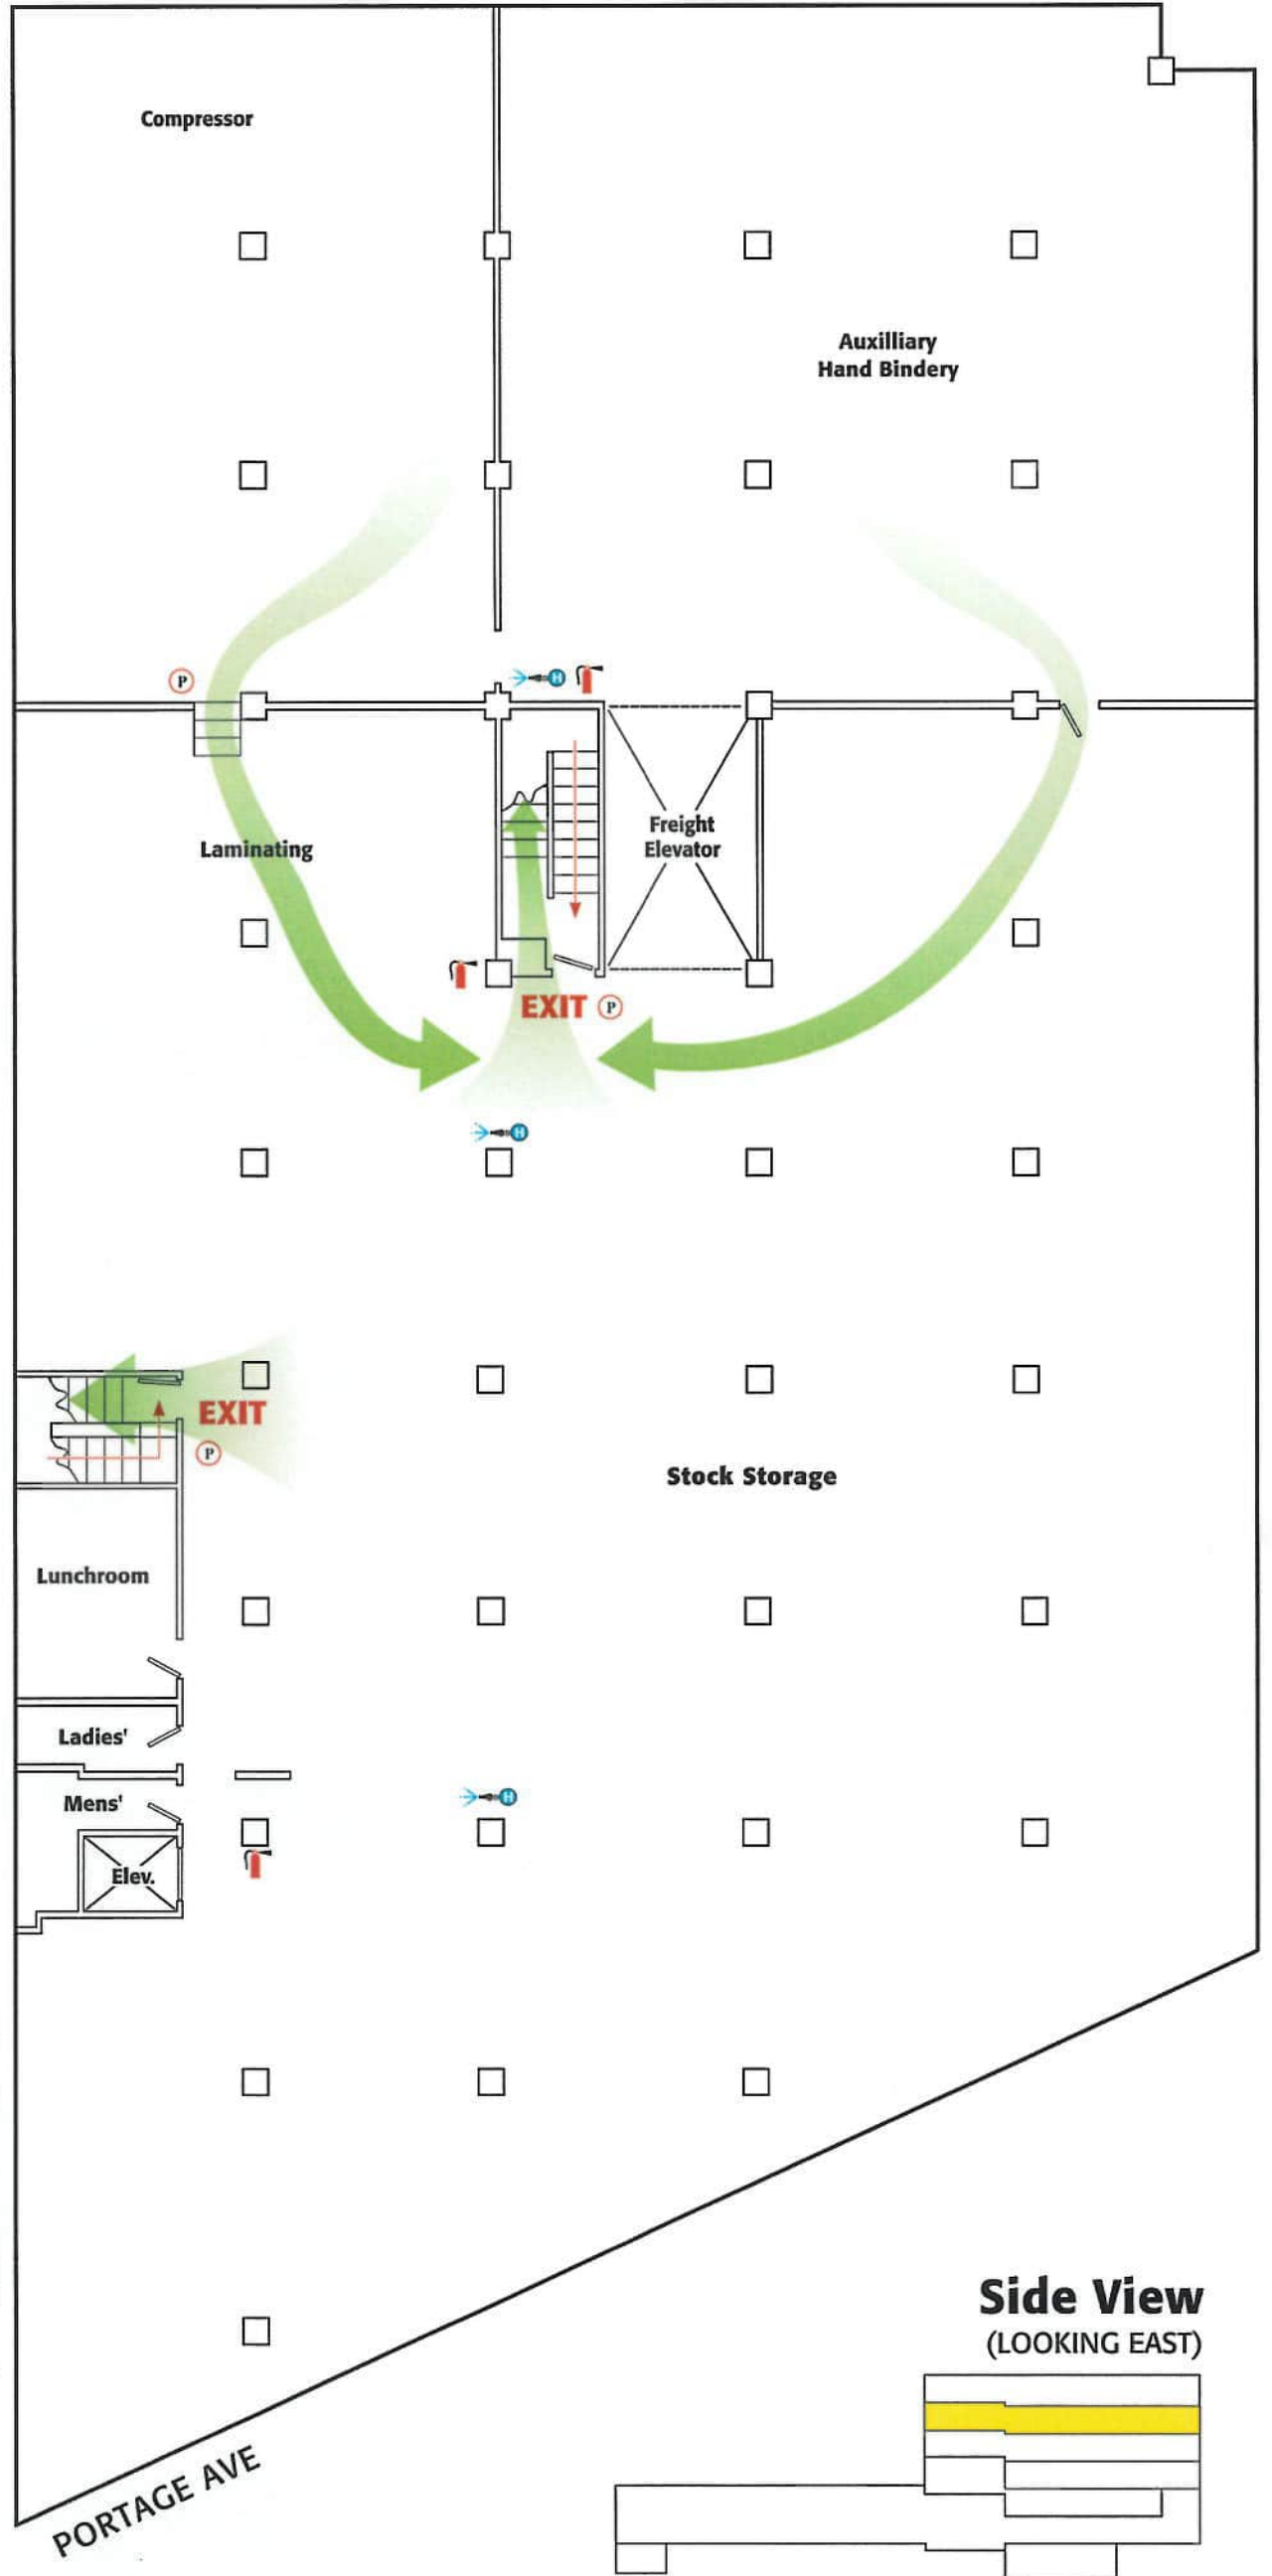 Compressor
Auxilliary
Hand Bindery
P
H
Laminating
Freight
Elevator
EXIT P
H
EXIT
P
Stock Storage
Lunchroom
Ladies'
Mens'
H
Elev.
Side View
(LOOKING EAST)
PORTAGE AVE